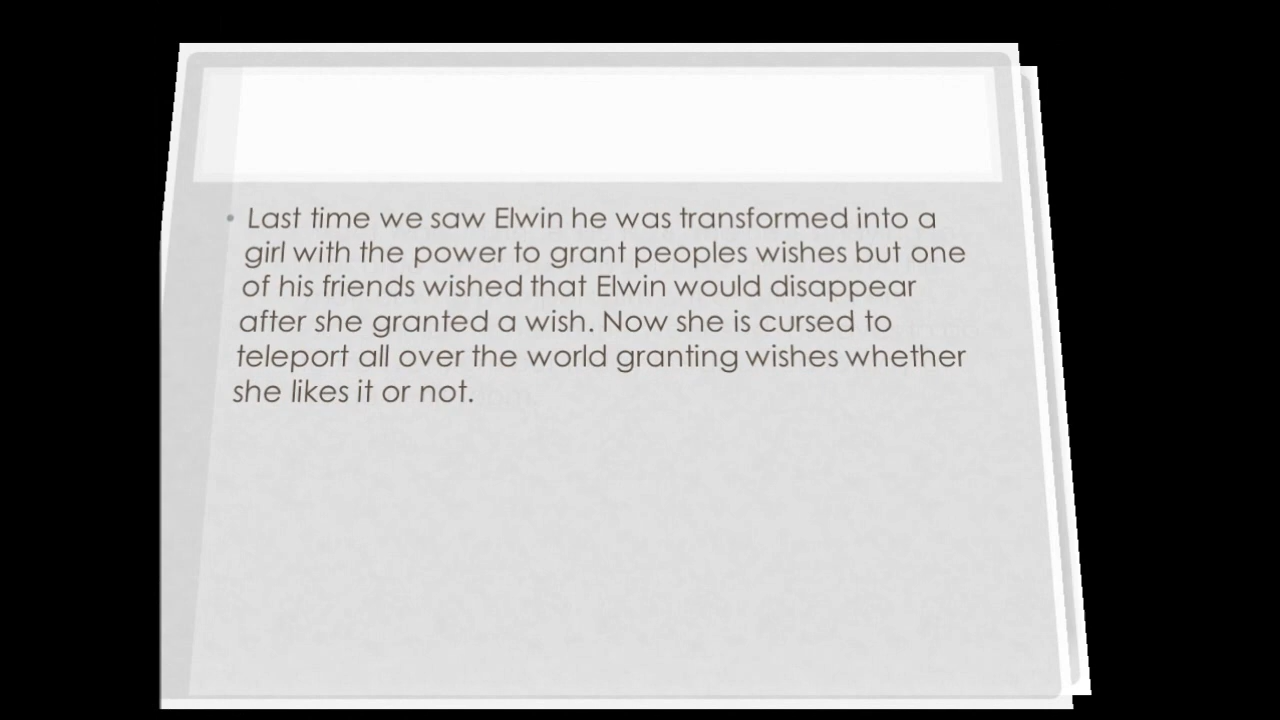 • Last time we saw Elwin he was transformed into a
girl with the power to grant peoples wishes but one
of his friends wished that Elwin would disappear
after she granted a wish. Now she is cursed to
teleport all over the world granting wishes whether
she likes it or not.